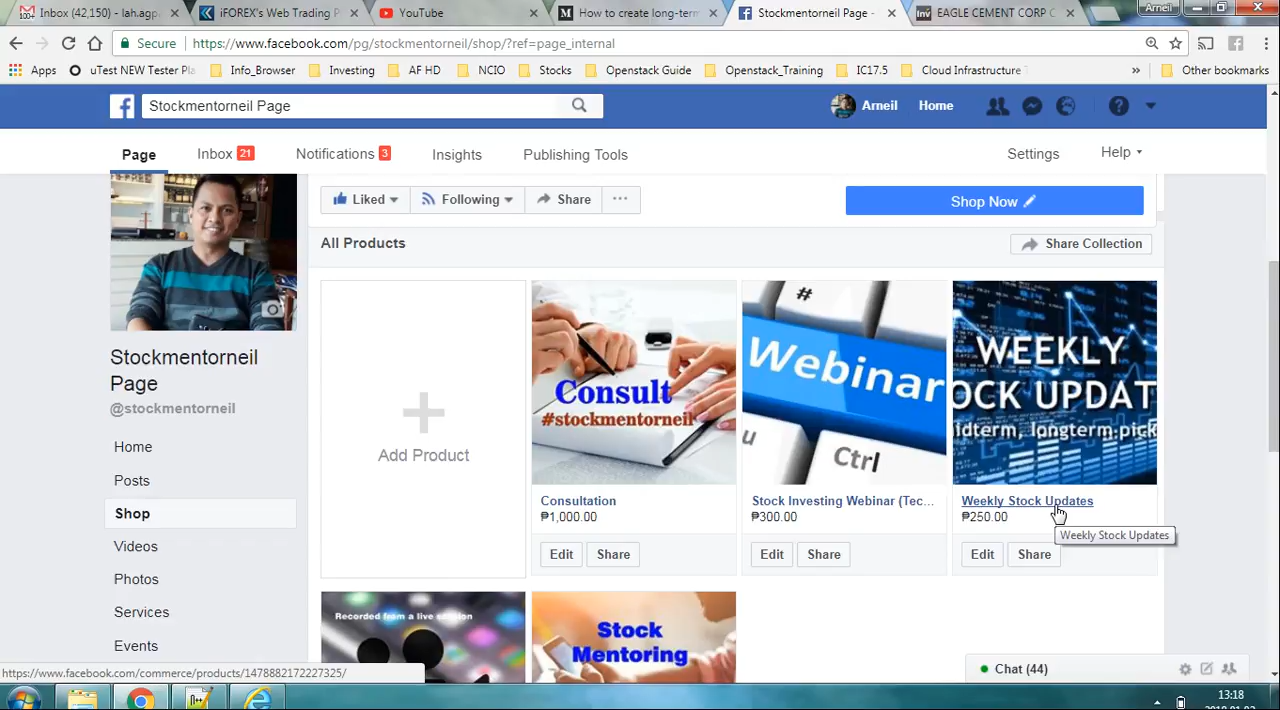 Inbox (42,150) - lah.agp
iFOREX's Web Trading P
YouTube
How to create long-term
Stockmentorneil Page
EAGLE CEMENT CORP C
Arneil
Secure
https://www.facebook.com/pg/stockmentorneil/shop/?ref=page_internal
Apps
uTest NEW Tester Pla
Info_Browser
Investing
AF HD
NCIO
Stocks
Openstack Guide
Openstack_Training
IC17.5
Cloud Infrastructure
»
Other bookmarks
Stockmentorneil Page
Arneil
Home
Page
Inbox 21
Notifications 3
Insights
Publishing Tools
Settings
Help
Liked
Following
Share
Shop Now
All Products
Share Collection
Stockmentorneil
Page
@stockmentorneil
Home
Posts
Shop
Videos
Photos
Services
Events
Add Product
Consult
#stockmentorneil
Consultation
₱1,000.00
Edit
Share
#
Webinar
u
Ctrl
Stock Investing Webinar (Tec...
₱300.00
Edit
Share
WEEKLY
OCK UPDAT
idterm, longterm pick
Weekly Stock Updates
₱250.00
Weekly Stock Updates
Edit
Share
Recorded from a live session
Stock
Mentoring
https://www.facebook.com/commerce/products/1478882172227325/
Chat (44)
13:18